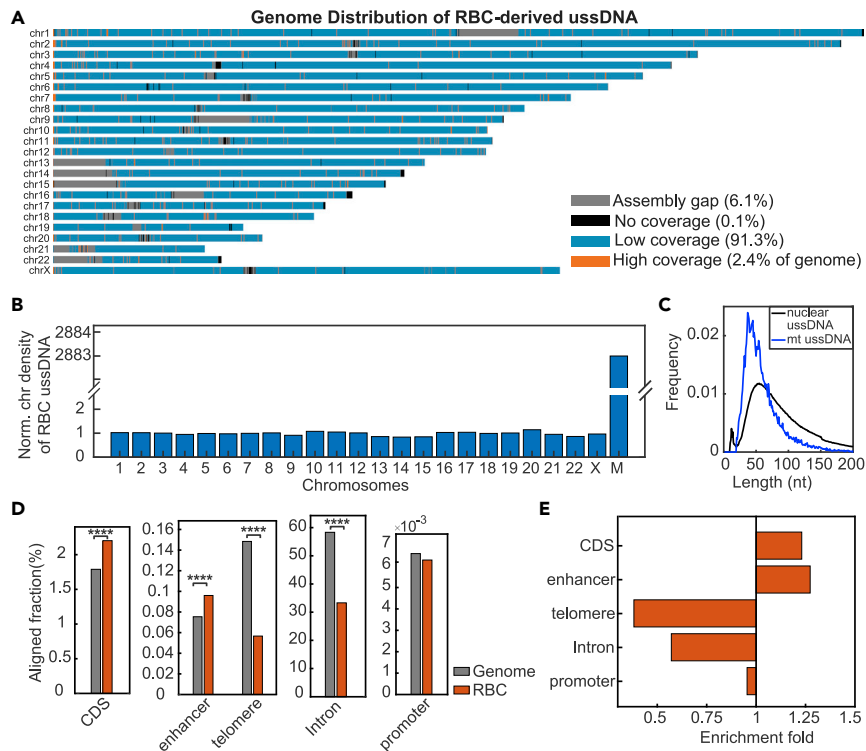 A
Genome Distribution of RBC-derived ussDNA
chr1
chr2
chr3
chr4
chr5
chr6
chr7
chr8
chr9
chr10
chr11
chr12
chr13
chr14
chr15
chr16
chr17
chr18
chr19
chr20
chr21
chr22
chrX
Assembly gap (6.1%)
No coverage (0.1%)
Low coverage (91.3%)
High coverage (2.4% of genome)
B
Norm. chr density
of RBC ussDNA
2884
2883
2
1
0
1 2 3 4 5 6 7 8 9 10 11 12 13 14 15 16 17 18 19 20 21 22 X M
Chromosomes
C
Frequency
0.02
0.01
0
nuclear
ussDNA
mt ussDNA
0 50 100 150 200
Length (nt)
D
Aligned fraction(%)
2
1.5
1
0.5
0
****
CDS
0.16
0.14
0.12
0.1
0.08
0.06
0.04
0.02
0
****
****
enhancer
telomere
60
50
40
30
20
10
0
****
Intron
×10⁻³
7
6
5
4
3
2
1
0
promoter
Genome
RBC
E
CDS
enhancer
telomere
Intron
promoter
0.5 1 1.25 1.5
Enrichment fold